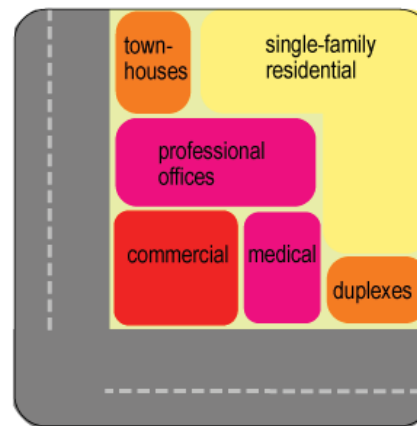 town-
houses
single-family
residential
professional
offices
commercial
medical
duplexes